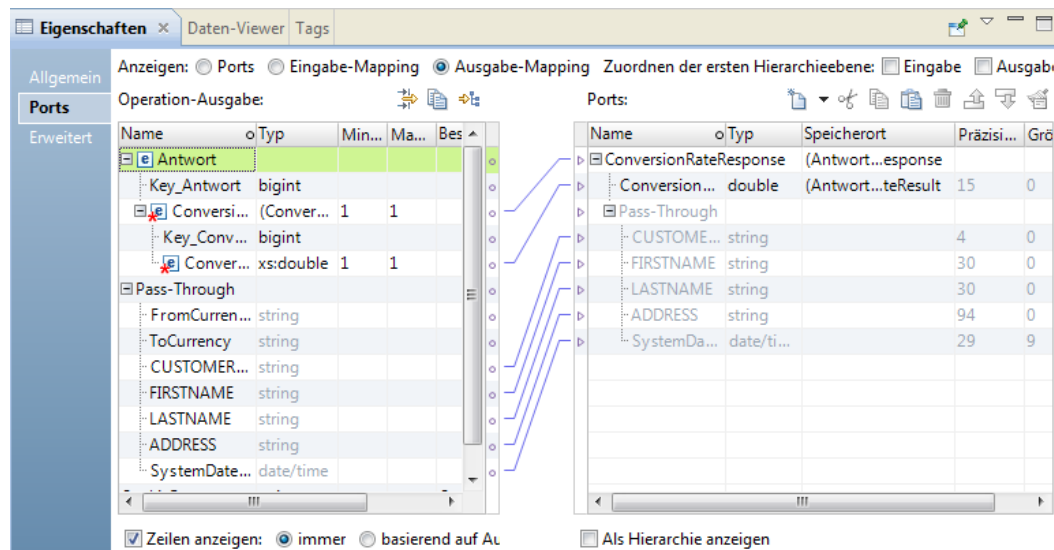 Eigenschaften Daten-Viewer Tags
Allgemein
Ports
Erweitert
Anzeigen: Ports Eingabe-Mapping Ausgabe-Mapping Zuordnen der ersten Hierarchieebene: Eingabe Ausgab
Operation-Ausgabe:
Name Typ Min... Ma... Bes
Antwort
Key_Antwort bigint
Conversi... (Conver... 1 1
Key_Conv... bigint
Conver... xs:double 1 1
Pass-Through
FromCurren... string
ToCurrency string
CUSTOMER... string
FIRSTNAME string
LASTNAME string
ADDRESS string
SystemDate... date/time
Zeilen anzeigen: immer basierend auf Au
Ports:
Name Typ Speicherort Präzisi... Grö
ConversionRateResponse (Antwort...esponse
Conversion... double (Antwort...teResult 15 0
Pass-Through
CUSTOME... string 4 0
FIRSTNAME string 30 0
LASTNAME string 30 0
ADDRESS string 94 0
SystemDa... date/ti... 29 9
Als Hierarchie anzeigen